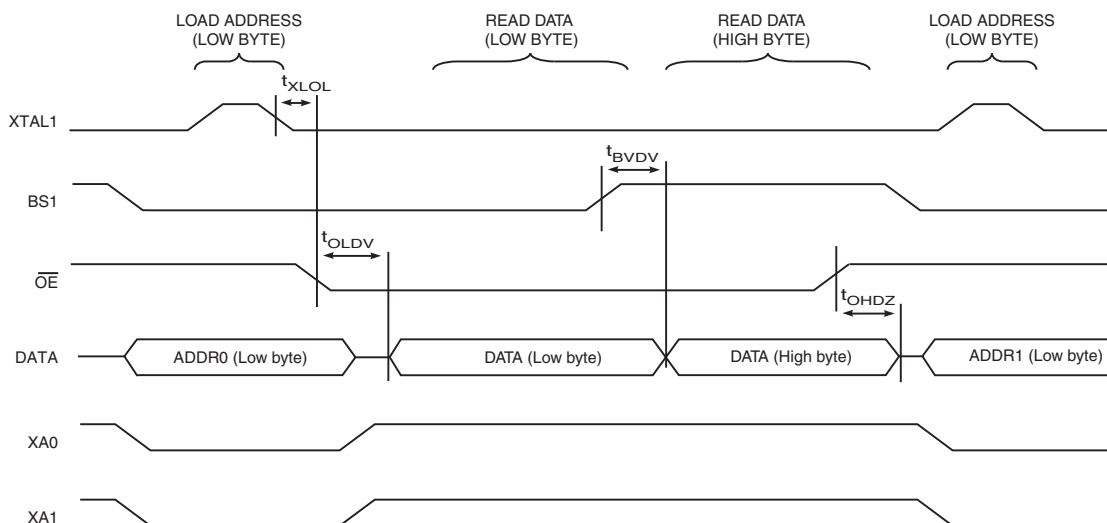 LOAD ADDRESS
(LOW BYTE)
READ DATA
(LOW BYTE)
READ DATA
(HIGH BYTE)
LOAD ADDRESS
(LOW BYTE)
tXLOL
XTAL1
tBVDV
BS1
tOLDV
OE
tOHDZ
DATA
ADDR0 (Low byte)
DATA (Low byte)
DATA (High byte)
ADDR1 (Low byte)
XA0
XA1